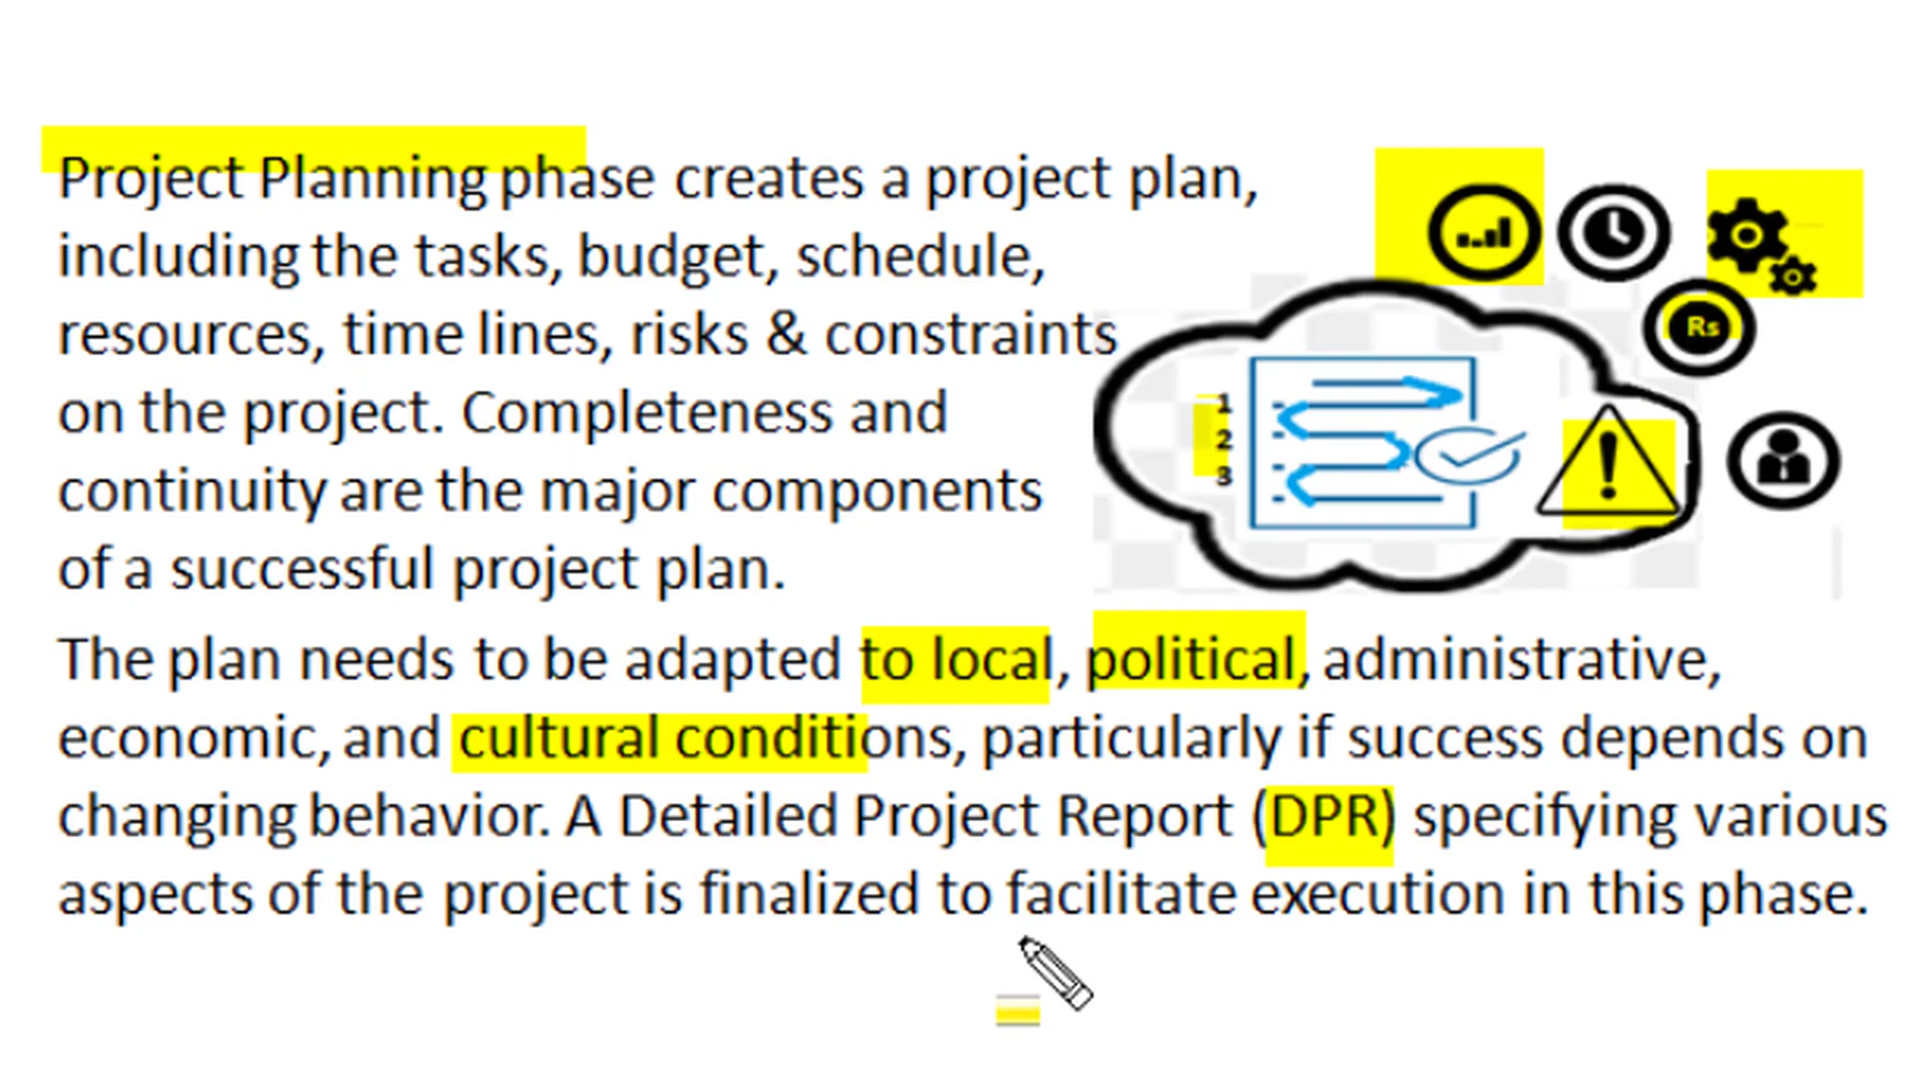 Project Planning phase creates a project plan,
including the tasks, budget, schedule,
resources, time lines, risks & constraints
on the project. Completeness and
continuity are the major components
of a successful project plan.
Rs
1
2
3
!
The plan needs to be adapted to local, political, administrative,
economic, and cultural conditions, particularly if success depends on
changing behavior. A Detailed Project Report (DPR) specifying various
aspects of the project is finalized to facilitate execution in this phase.